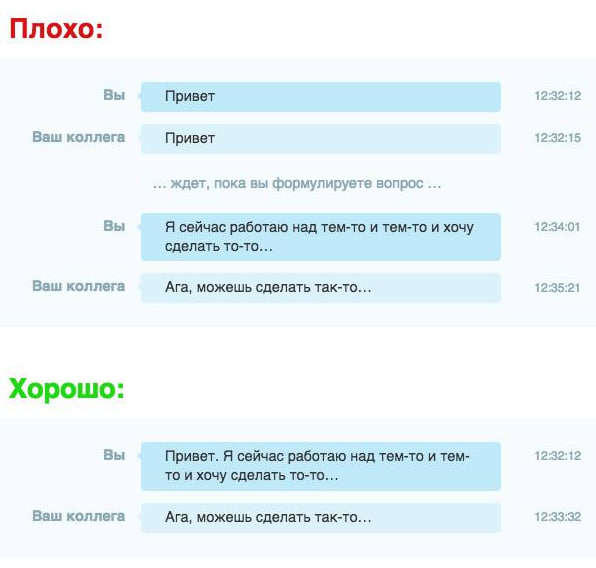 Плохо:
Вы Привет 12:32:12
Ваш коллега Привет 12:32:15
... ждет, пока вы формулируете вопрос ...
Вы Я сейчас работаю над тем-то и тем-то и хочу 12:34:01
сделать то-то...
Ваш коллега Ага, можешь сделать так-то... 12:35:21
Хорошо:
Вы Привет. Я сейчас работаю над тем-то и тем- 12:32:12
то и хочу сделать то-то...
Ваш коллега Ага, можешь сделать так-то... 12:33:32